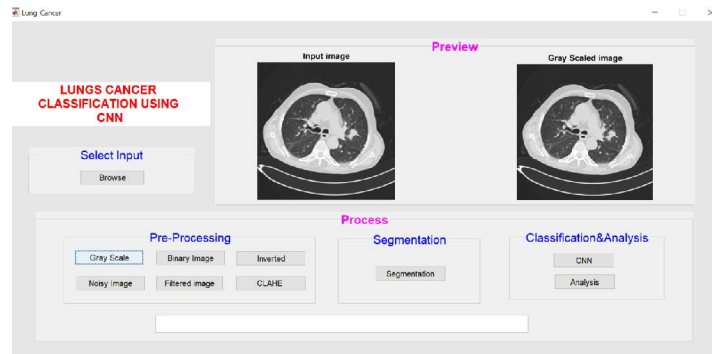 Lung Cancer
Preview
Input image
Gray Scaled image
LUNGS CANCER
CLASSIFICATION USING
CNN
Select Input
Browse
Process
Pre-Processing
Segmentation
Classification&Analysis
Gray Scale
Binary Image
Inverted
Noisy Image
Filtered image
CLAHE
Segmentation
CNN
Analysis